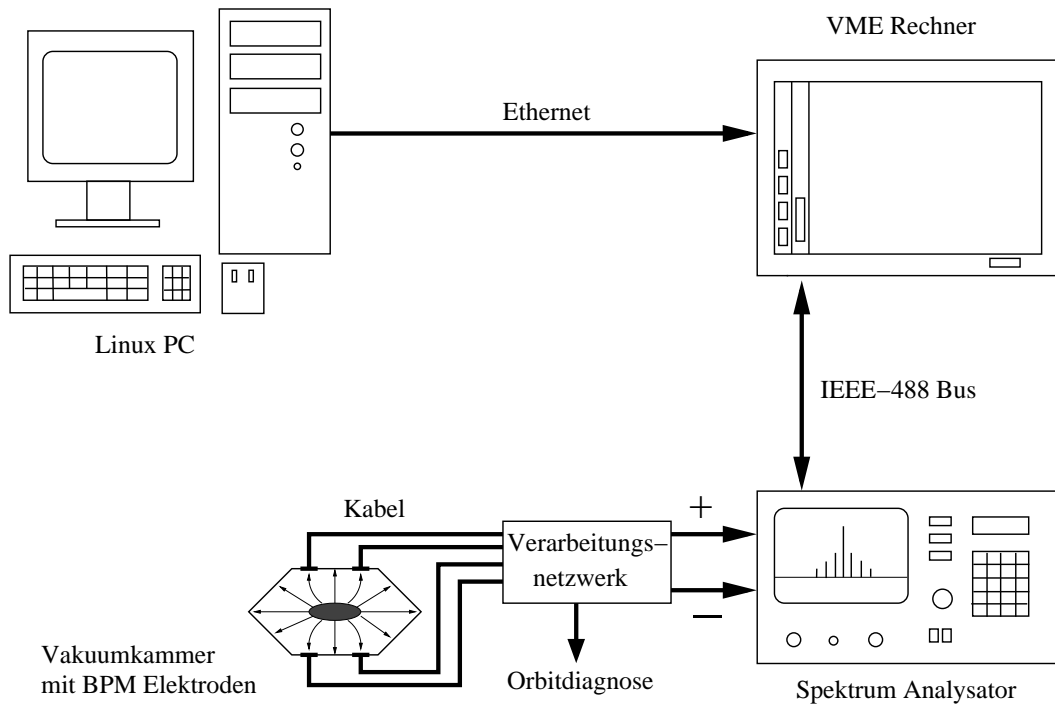 VME Rechner
Ethernet
Linux PC
IEEE–488 Bus
Kabel
+
Verarbeitungs–
netzwerk
−
Vakuumkammer
mit BPM Elektroden
Orbitdiagnose
Spektrum Analysator